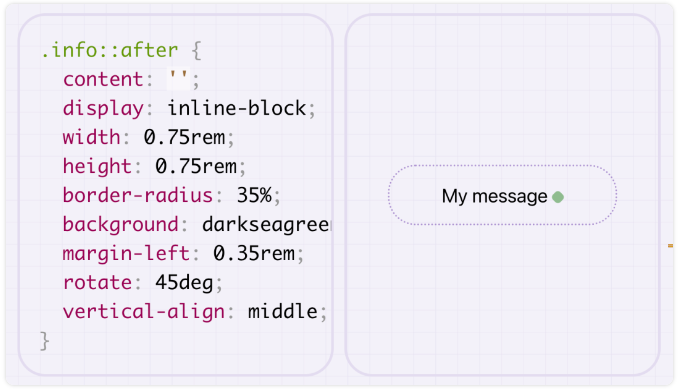 .info::after {
content: '';
display: inline-block;
width: 0.75rem;
height: 0.75rem;
border-radius: 35%;
background: darkseagree
margin-left: 0.35rem;
rotate: 45deg;
vertical-align: middle;
}
My message